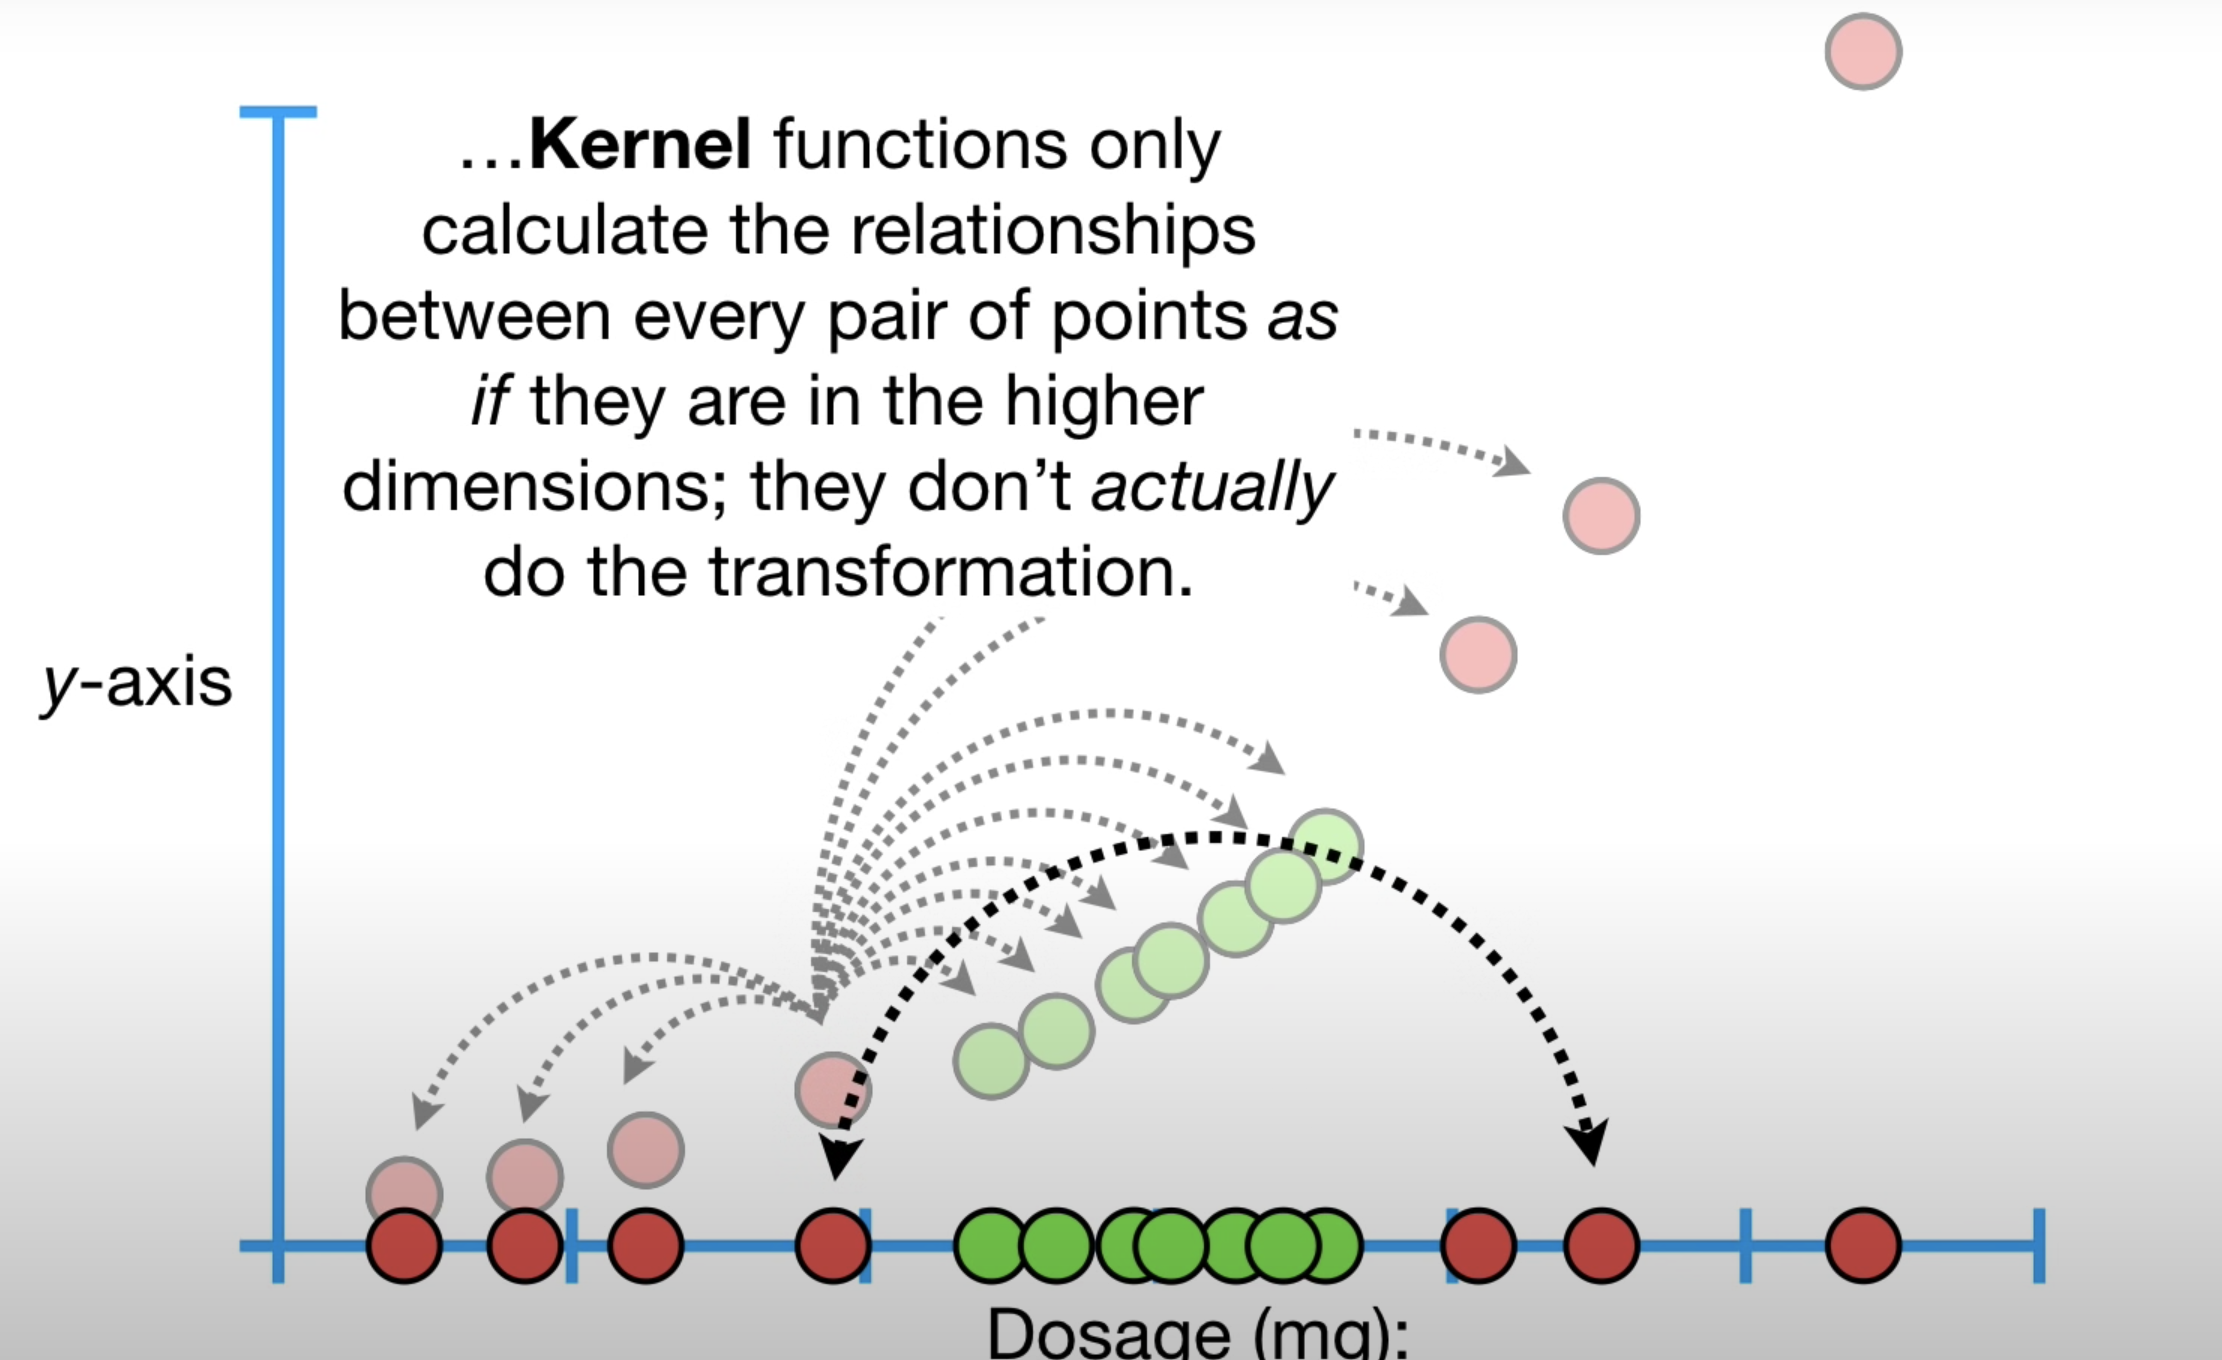 …Kernel functions only
calculate the relationships
between every pair of points as
if they are in the higher
dimensions; they don’t actually
do the transformation.
y-axis
Dosage (mg):